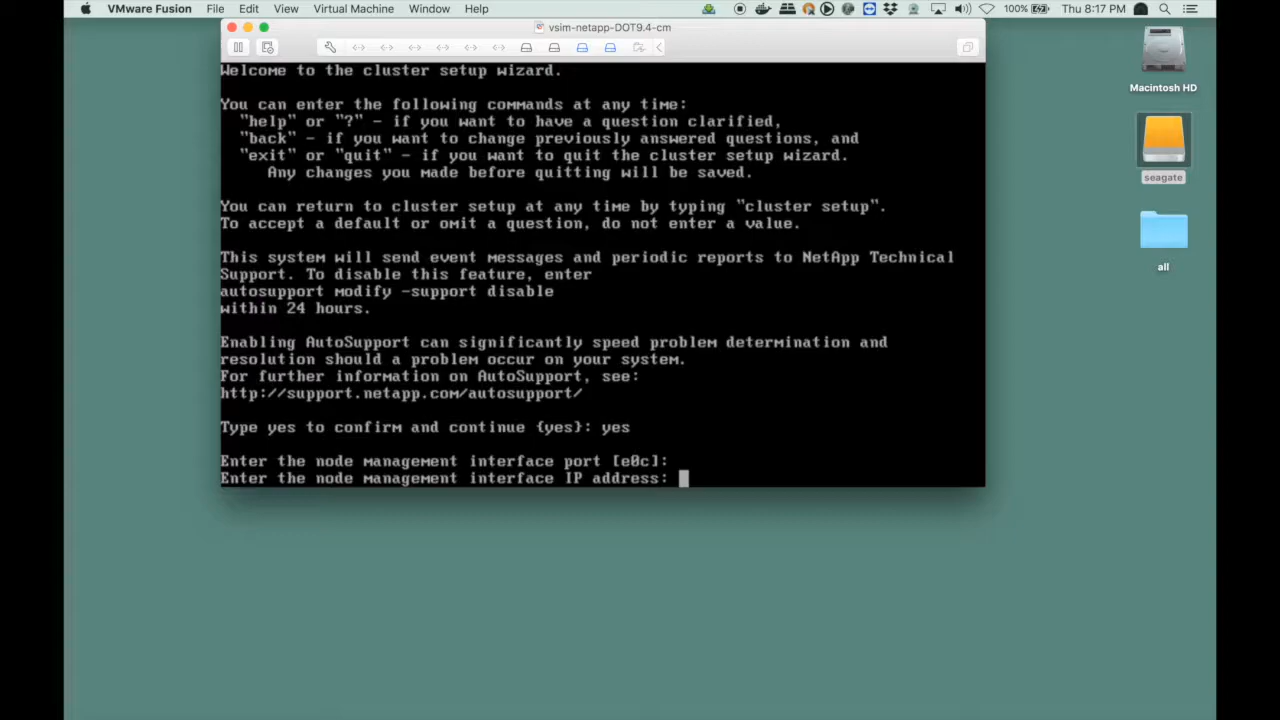 VMware Fusion File Edit View Virtual Machine Window Help 100% Thu 8:17 PM
vsim-netapp-DOT9.4-cm
Macintosh HD
seagate
all
Welcome to the cluster setup wizard.
You can enter the following commands at any time:
"help" or "?" - if you want to have a question clarified,
"back" - if you want to change previously answered questions, and
"exit" or "quit" - if you want to quit the cluster setup wizard.
Any changes you made before quitting will be saved.
You can return to cluster setup at any time by typing "cluster setup".
To accept a default or omit a question, do not enter a value.
This system will send event messages and periodic reports to NetApp Technical
Support. To disable this feature, enter
autosupport modify -support disable
within 24 hours.
Enabling AutoSupport can significantly speed problem determination and
resolution should a problem occur on your system.
For further information on AutoSupport, see:
http://support.netapp.com/autosupport/
Type yes to confirm and continue {yes}: yes
Enter the node management interface port [e0c]:
Enter the node management interface IP address: